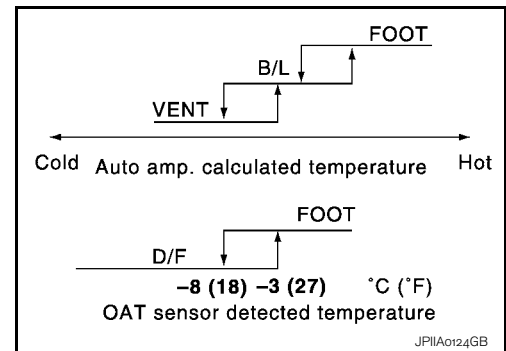 FOOT
B/L
VENT
Cold Auto amp. calculated temperature Hot
FOOT
D/F
−8 (18) −3 (27) °C (°F)
OAT sensor detected temperature
JPIIA0124GB